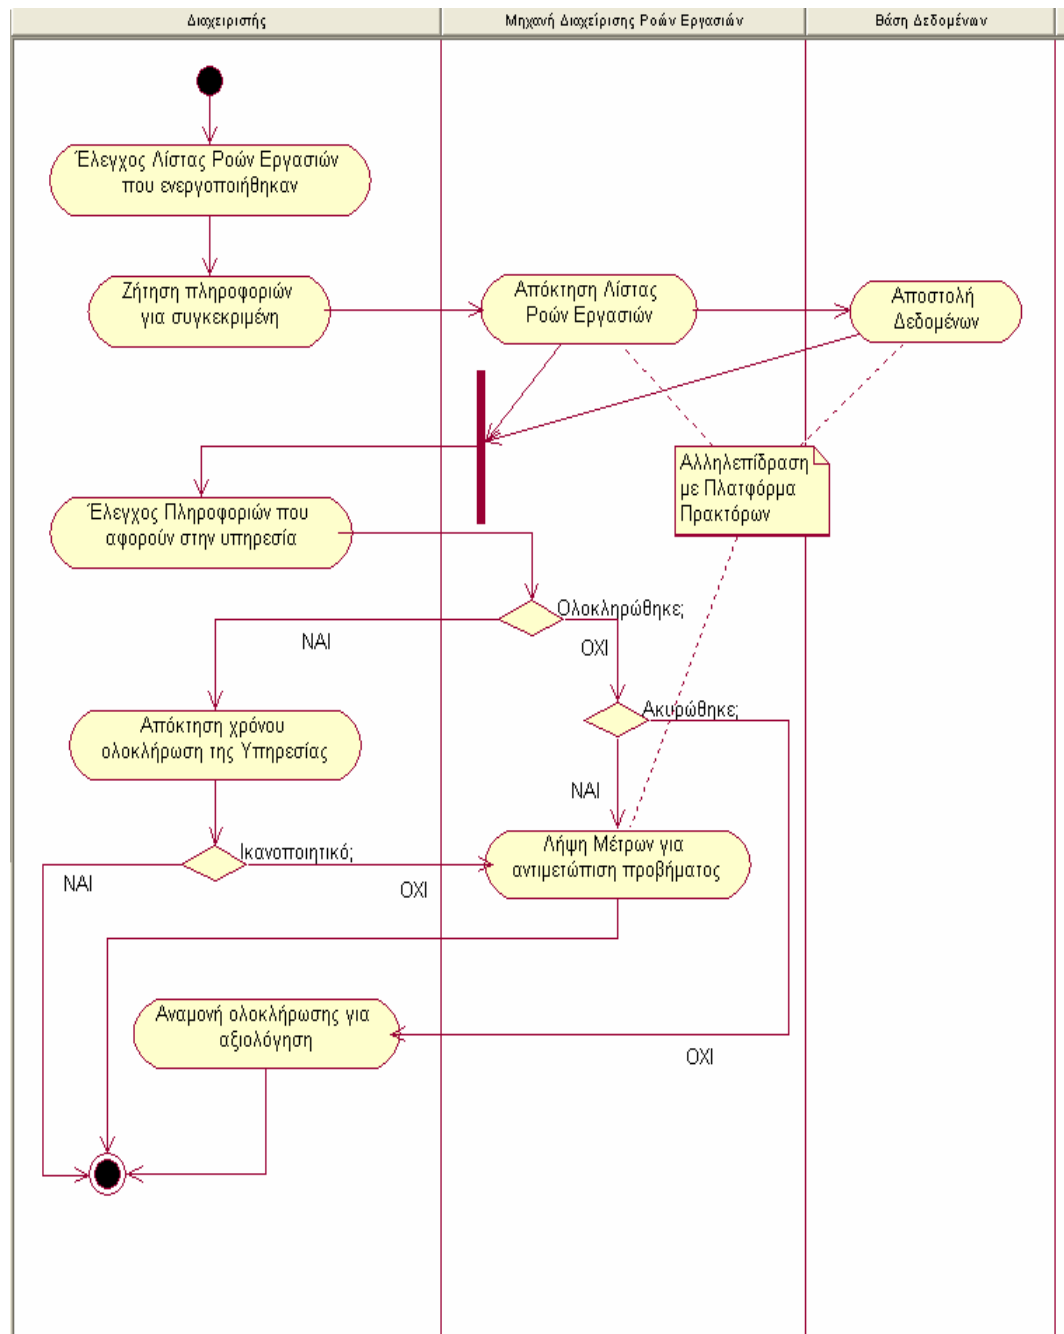 Διαχειριστής
Μηχανή Διαχείρισης Ροών Εργασιών
Βάση Δεδομένων
Έλεγχος Λίστας Ροών Εργασιών
που ενεργοποιήθηκαν
Ζήτηση πληροφοριών
για συγκεκριμένη
Απόκτηση Λίστας
Ροών Εργασιών
Αποστολή
Δεδομένων
Αλληλεπίδραση
με Πλατφόρμα
Πρακτόρων
Έλεγχος Πληροφοριών που
αφορούν στην υπηρεσία
Ολοκληρώθηκε;
ΝΑΙ
ΟΧΙ
Ακυρώθηκε;
Απόκτηση χρόνου
ολοκλήρωση της Υπηρεσίας
ΝΑΙ
Ικανοποιητικό;
Λήψη Μέτρων για
αντιμετώπιση προβήματος
ΝΑΙ
ΟΧΙ
Αναμονή ολοκλήρωσης για
αξιολόγηση
ΟΧΙ